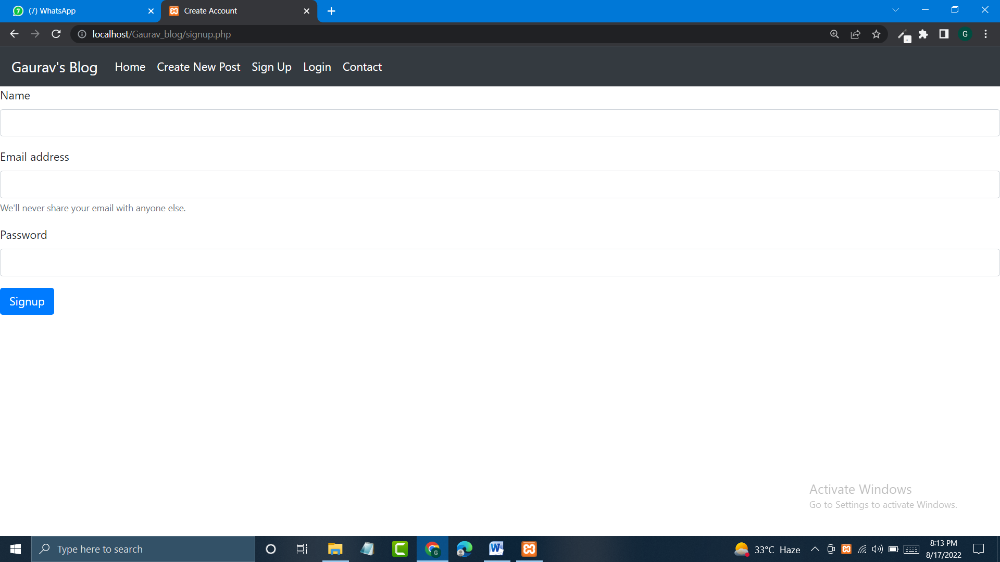 (7) WhatsApp
Create Account
localhost/Gaurav_blog/signup.php
G
Gaurav's Blog Home Create New Post Sign Up Login Contact
Name
Email address
We'll never share your email with anyone else.
Password
Signup
Activate Windows
Go to Settings to activate Windows.
Type here to search
33°C Haze
8:13 PM
8/17/2022